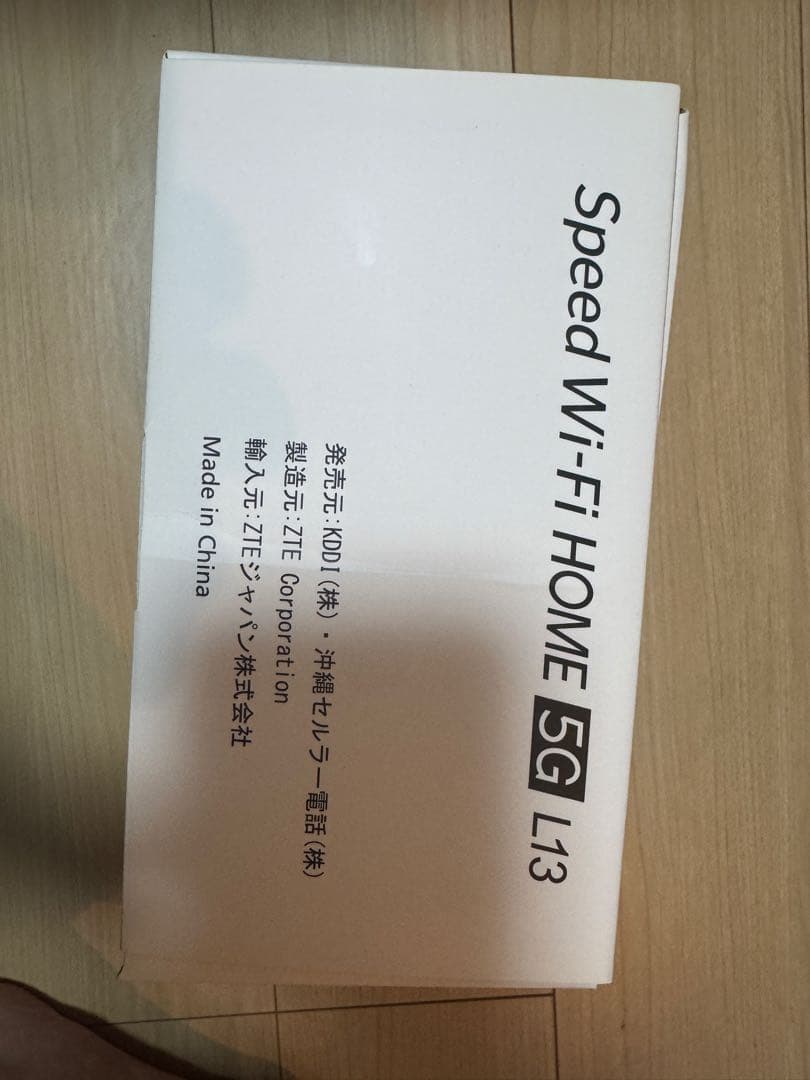 Speed Wi-Fi HOME 5G L13
発売元:KDDI(株)・沖縄セルラー電話(株)
製造元:ZTE Corporation
輸入元:ZTEジャパン株式会社
Made in China